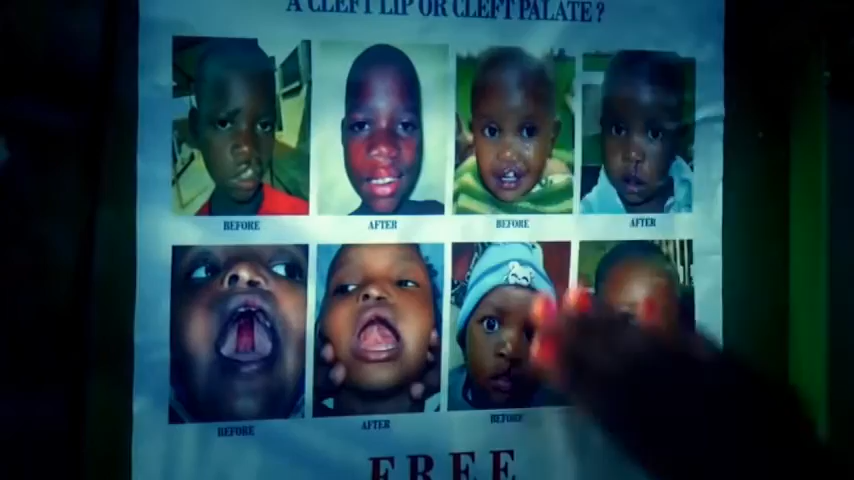 A CLEFT LIP OR CLEFT PALATE?
BEFORE AFTER BEFORE AFTER
BEFORE AFTER BEFORE
FREE